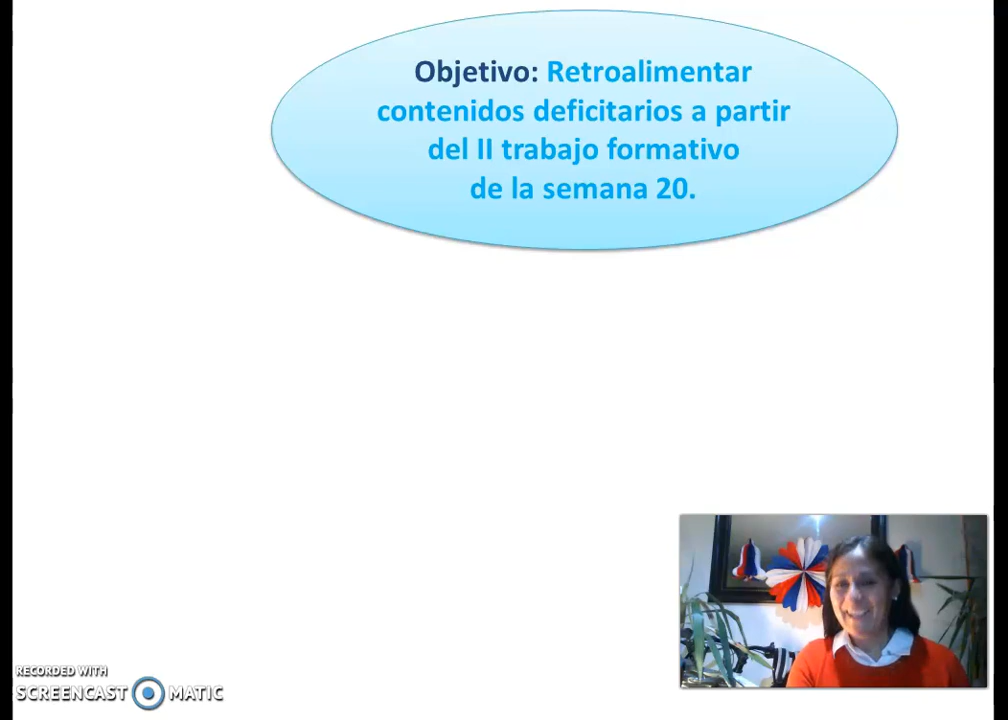 Objetivo: Retroalimentar
contenidos deficitarios a partir
del II trabajo formativo
de la semana 20.
RECORDED WITH
SCREENCAST MATIC